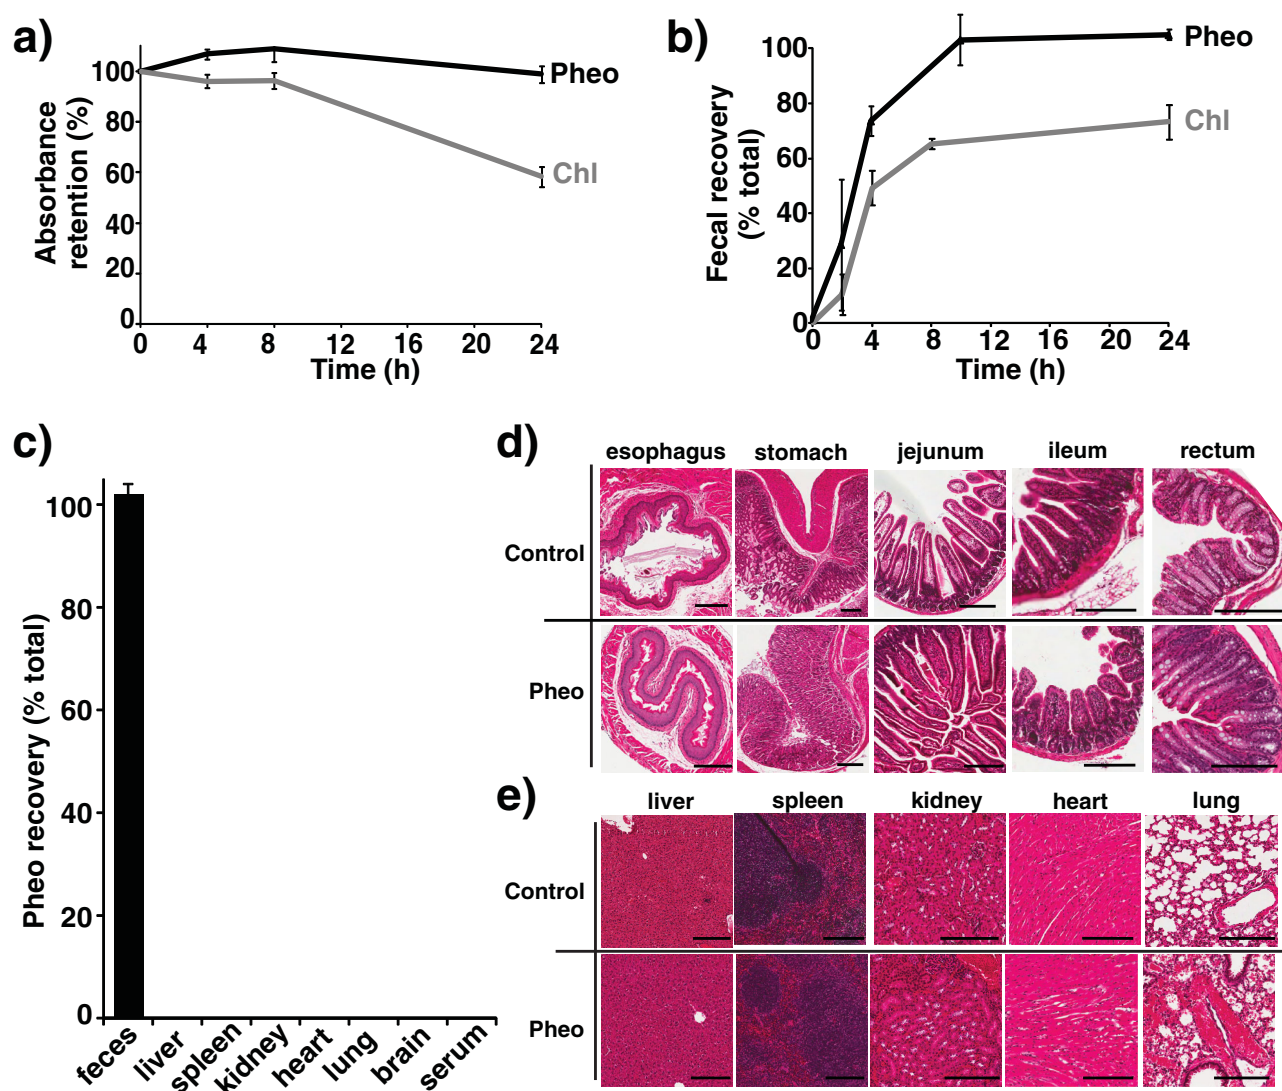 a)
Absorbance
retention (%)
100
80
60
40
20
0
0 4 8 12 16 20 24
Time (h)
Pheo
Chl
b)
Fecal recovery
(% total)
100
80
60
40
20
0
0 4 8 12 16 20 24
Time (h)
Pheo
Chl
c)
Pheo recovery (% total)
100
80
60
40
20
0
feces liver spleen kidney heart lung brain serum
d)
esophagus stomach jejunum ileum rectum
Control
Pheo
e)
liver spleen kidney heart lung
Control
Pheo